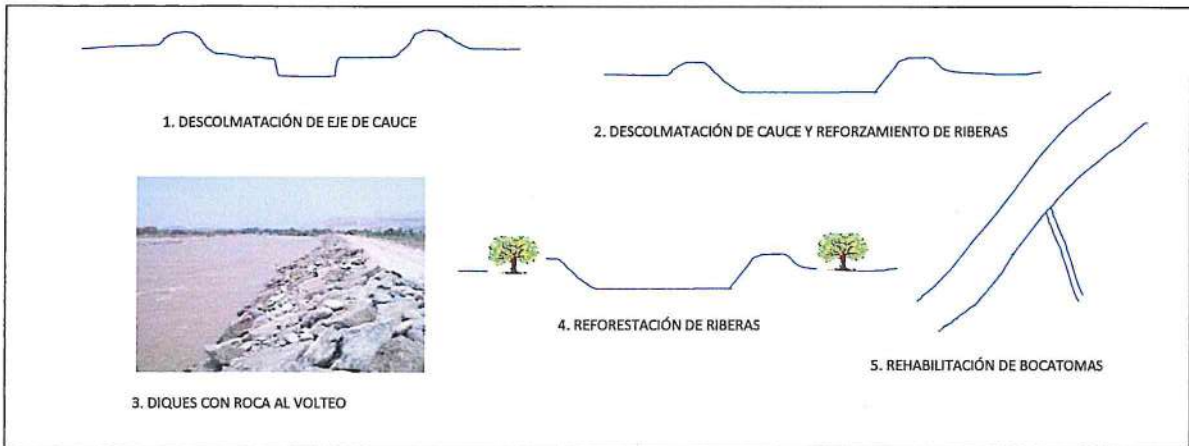 1. DESCOLMATACIÓN DE EJE DE CAUCE
2. DESCOLMATACIÓN DE CAUCE Y REFORZAMIENTO DE RIBERAS
3. DIQUES CON ROCA AL VOLTEO
4. REFORESTACIÓN DE RIBERAS
5. REHABILITACIÓN DE BOCATOMAS